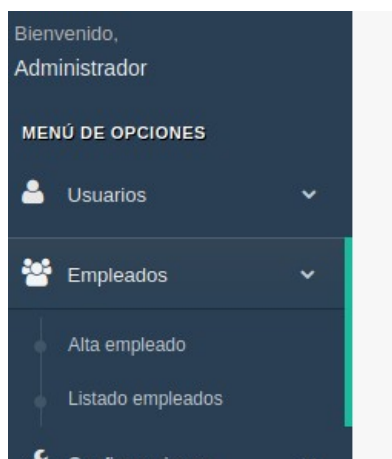 Bienvenido,
Administrador
MENÚ DE OPCIONES
Usuarios
Empleados
Alta empleado
Listado empleados